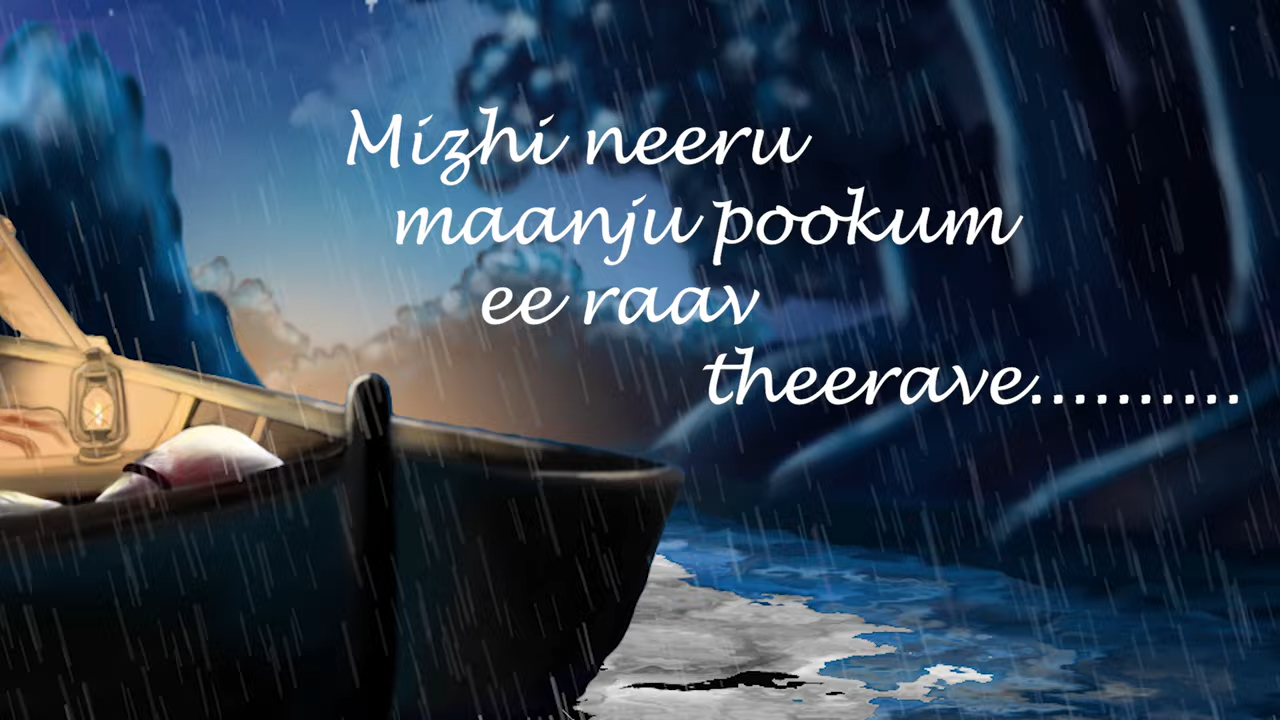 Mizhi neeru
maanju pookum
ee raav
theerave..........